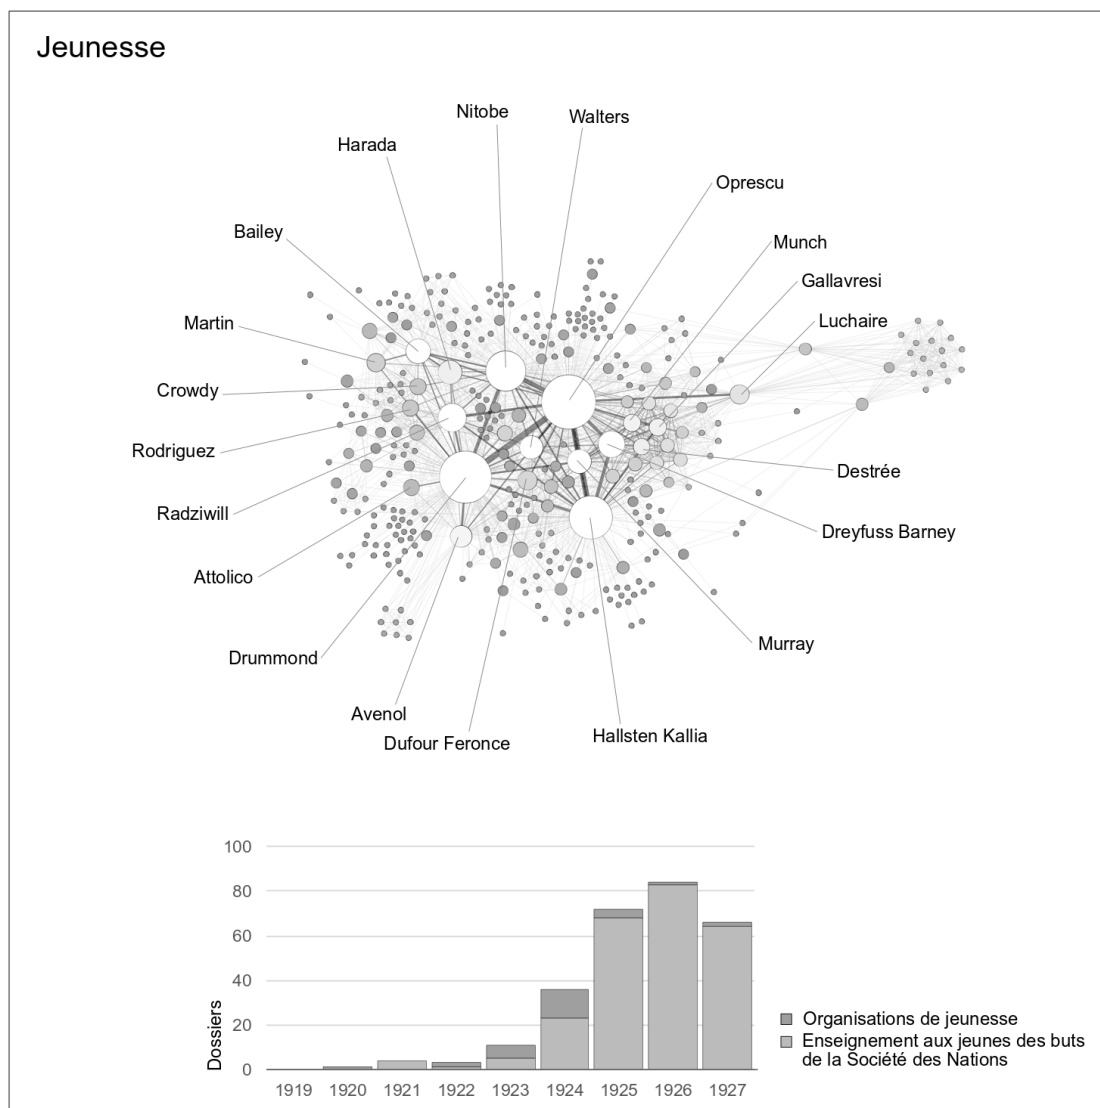 Jeunesse
Nitobe
Walters
Harada
Oprescu
Bailey
Munch
Gallavresi
Martin
Luchaire
Crowdy
Rodriguez
Destrée
Radziwill
Dreyfuss Barney
Attolico
Murray
Drummond
Avenol
Hallsten Kallia
Dufour Feronce
100
80
60
40
20
0
Dossiers
1919 1920 1921 1922 1923 1924 1925 1926 1927
Organisations de jeunesse
Enseignement aux jeunes des buts
de la Société des Nations